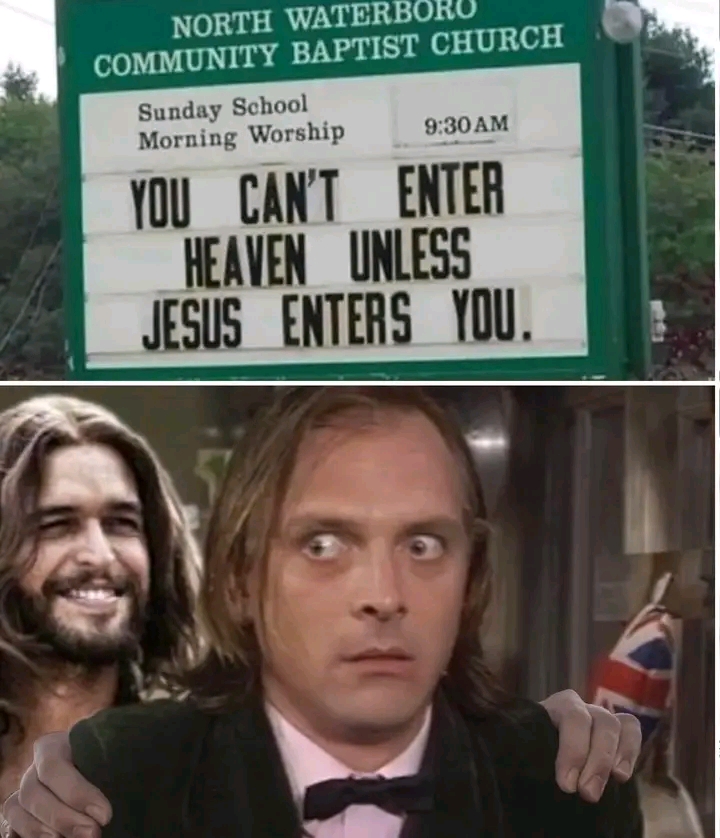 NORTH WATERBORO
COMMUNITY BAPTIST CHURCH
Sunday School
Morning Worship 9:30 AM
YOU CAN'T ENTER
HEAVEN UNLESS
JESUS ENTERS YOU.